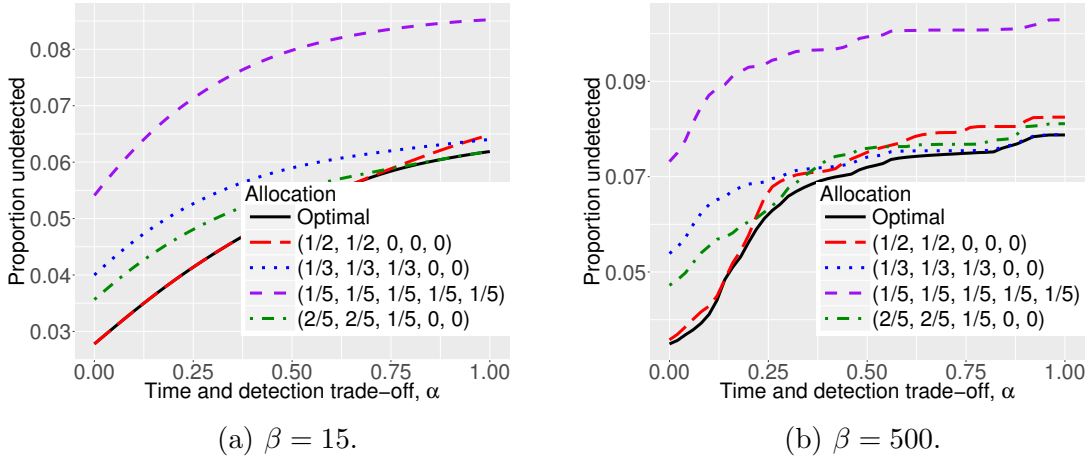 Proportion undetected
0.08
0.07
0.06
0.05
0.04
0.03
Allocation
Optimal
(1/2, 1/2, 0, 0, 0)
(1/3, 1/3, 1/3, 0, 0)
(1/5, 1/5, 1/5, 1/5, 1/5)
(2/5, 2/5, 1/5, 0, 0)
0.00 0.25 0.50 0.75 1.00
Time and detection trade−off, α
(a) β = 15.
Proportion undetected
0.09
0.07
0.05
Allocation
Optimal
(1/2, 1/2, 0, 0, 0)
(1/3, 1/3, 1/3, 0, 0)
(1/5, 1/5, 1/5, 1/5, 1/5)
(2/5, 2/5, 1/5, 0, 0)
0.00 0.25 0.50 0.75 1.00
Time and detection trade−off, α
(b) β = 500.